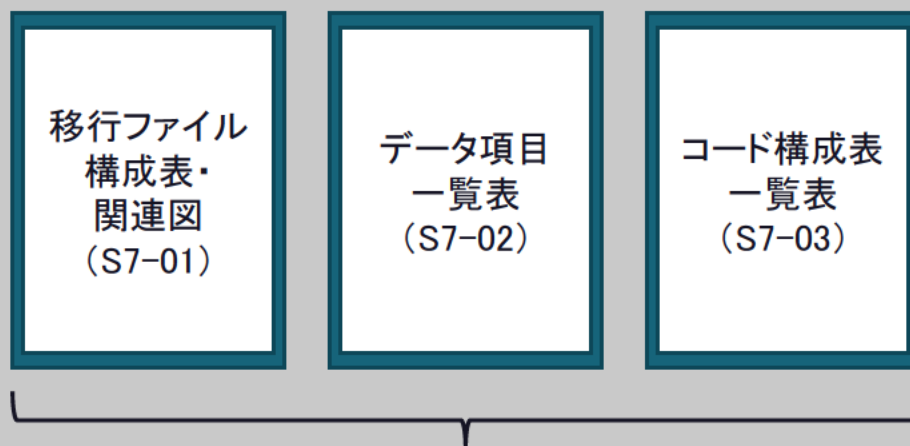 移行ファイル
構成表・
関連図
（S7-01）
データ項目
一覧表
（S7-02）
コード構成表
一覧表
（S7-03）